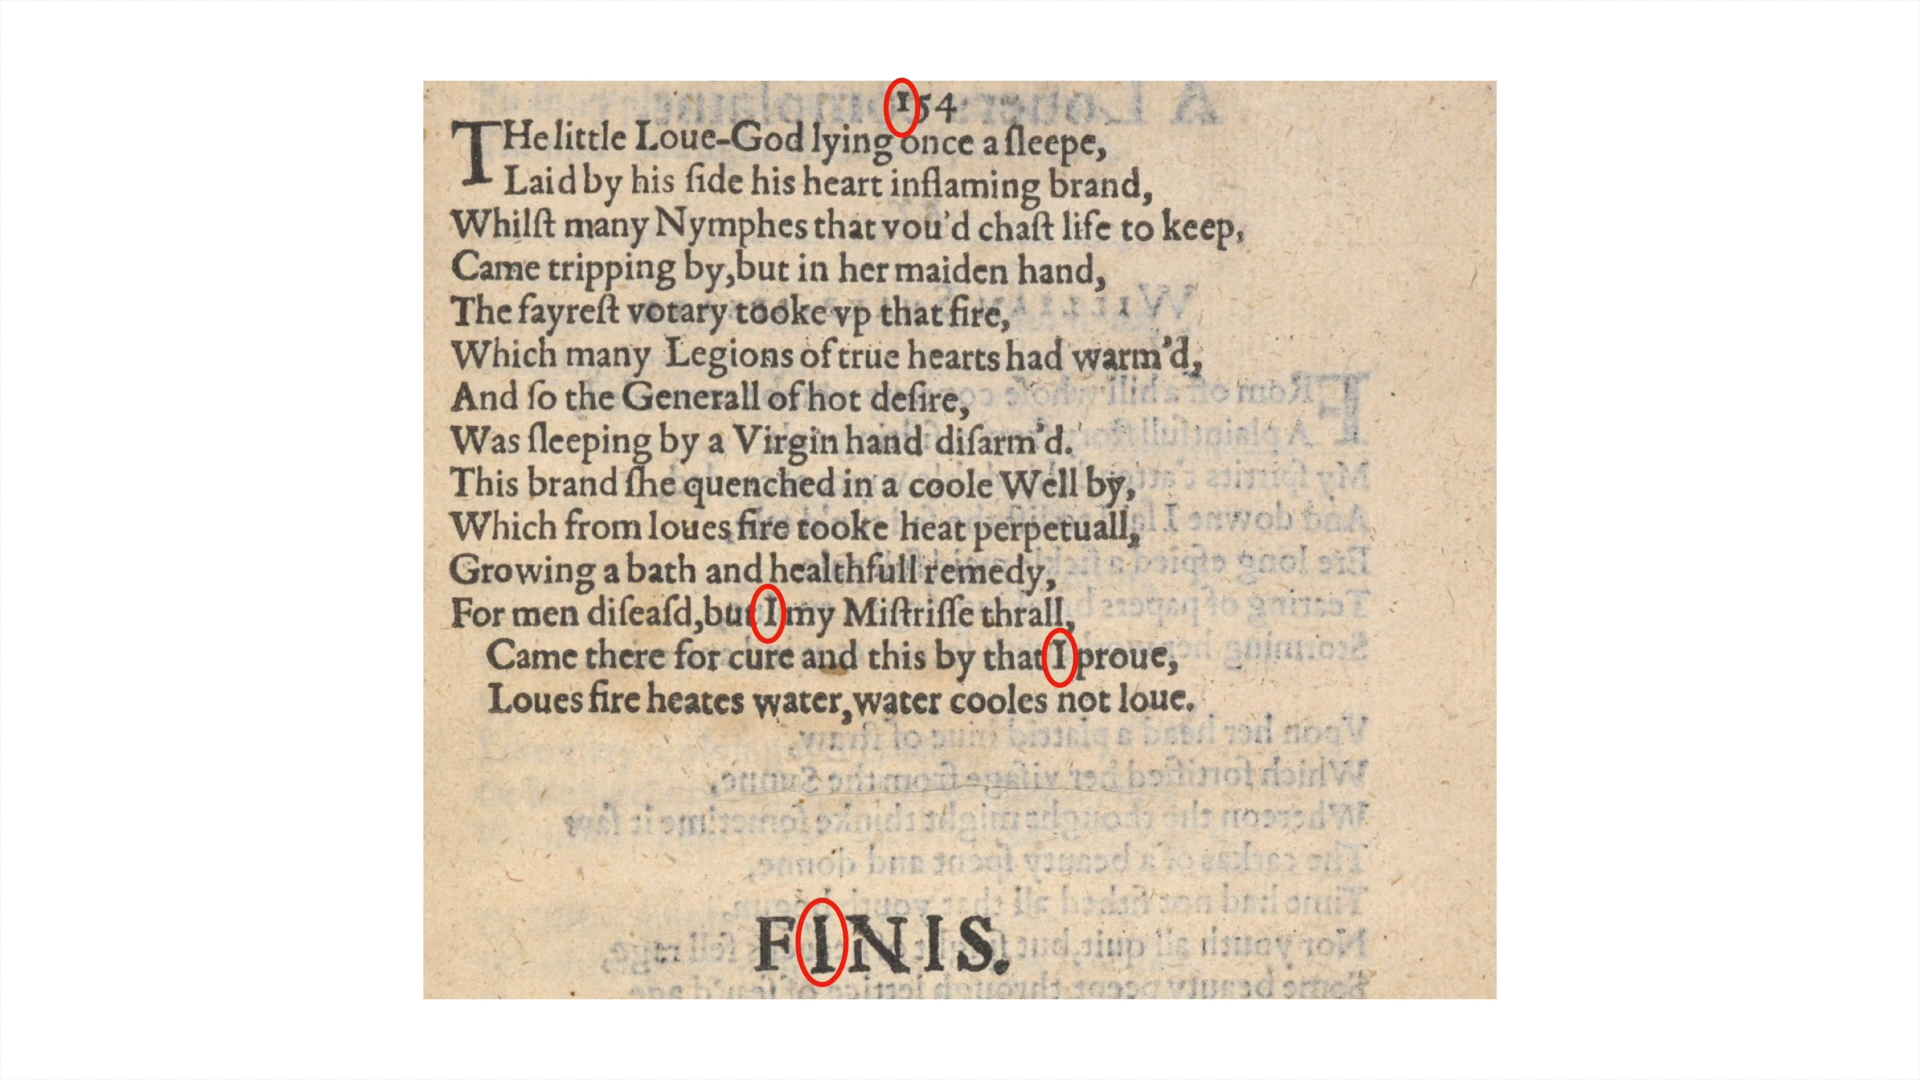 154
THe little Loue-God lying once a ſleepe,
Laid by his ſide his heart inflaming brand,
Whilſt many Nymphes that vou'd chaſt life to keep,
Came tripping by,but in her maiden hand,
The fayreſt votary tooke vp that fire,
Which many Legions of true hearts had warm'd,
And ſo the Generall of hot deſire,
Was ſleeping by a Virgin hand diſarm'd.
This brand ſhe quenched in a coole Well by,
Which from loues fire tooke heat perpetuall,
Growing a bath and healthfull remedy,
For men diſeaſd,but I my Miſtriſſe thrall,
Came there for cure and this by that I proue,
Loues fire heates water,water cooles not loue.
FINIS.